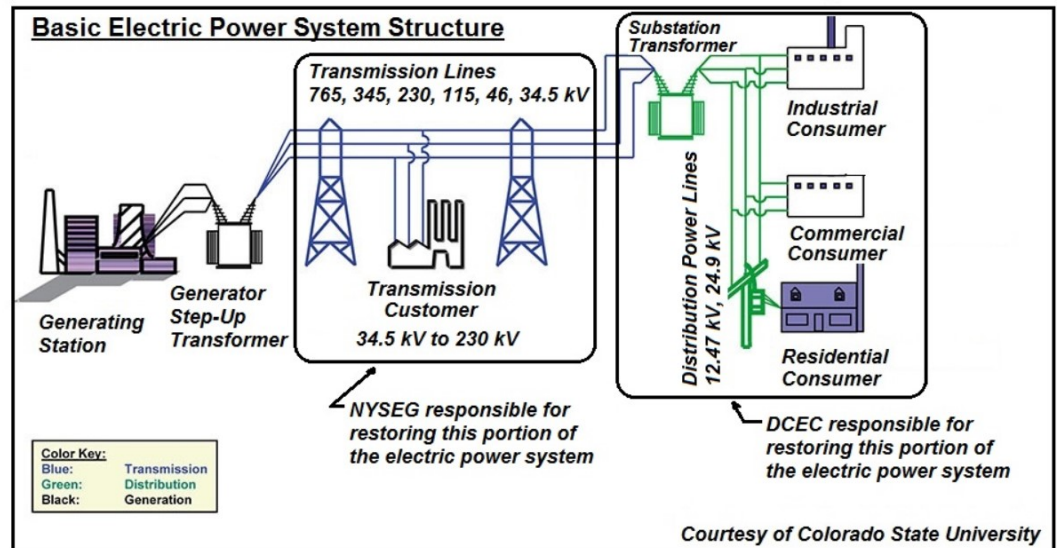 Basic Electric Power System Structure
Transmission Lines
765, 345, 230, 115, 46, 34.5 kV
Substation
Transformer
Industrial
Consumer
Commercial
Consumer
Distribution Power Lines
12.47 kV, 24.9 kV
Residential
Consumer
Generating
Station
Generator
Step-Up
Transformer
Transmission
Customer
34.5 kV to 230 kV
NYSEG responsible for
restoring this portion of
the electric power system
DCEC responsible for
restoring this portion of
the electric power system
Color Key:
Blue: Transmission
Green: Distribution
Black: Generation
Courtesy of Colorado State University